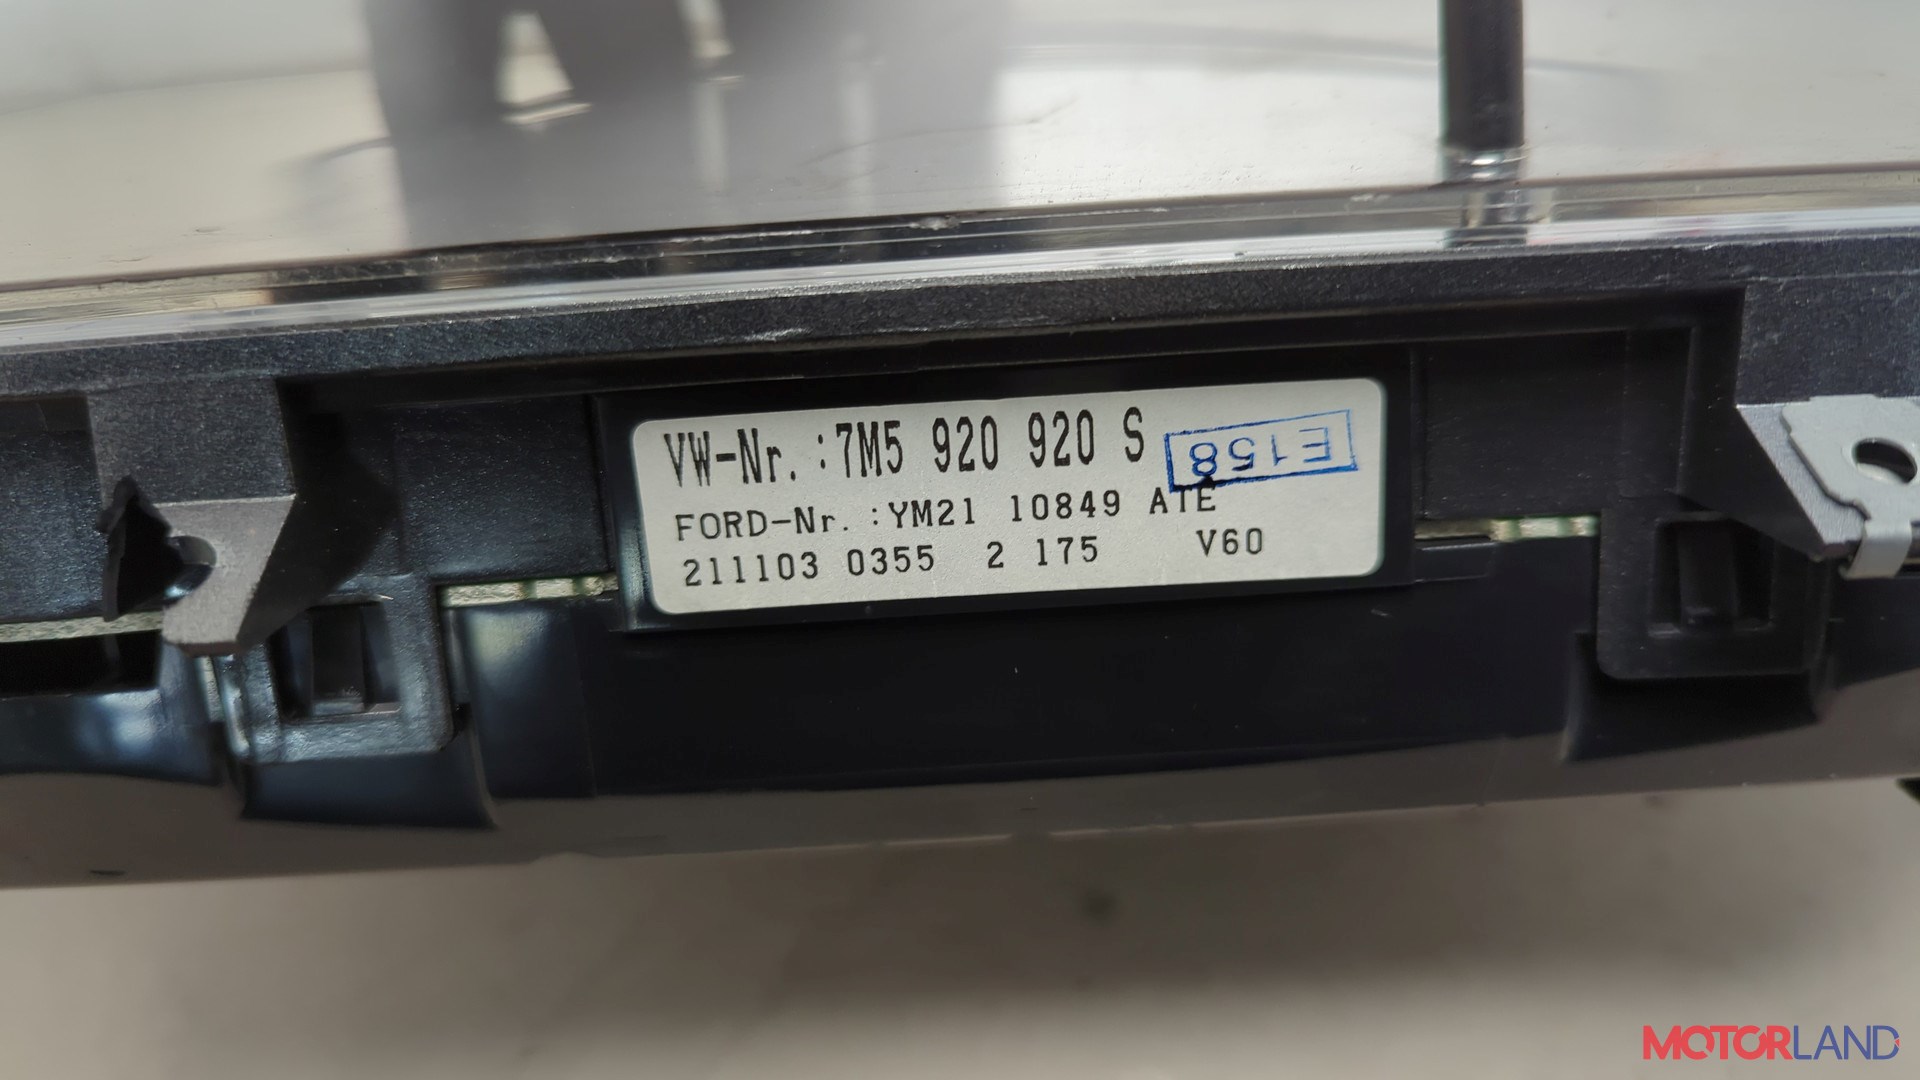 VW-Nr. :7M5 920 920 S
E158
FORD-Nr. :YM21 10849 ATE
211103 0355 2 175 V60
MOTORLAND